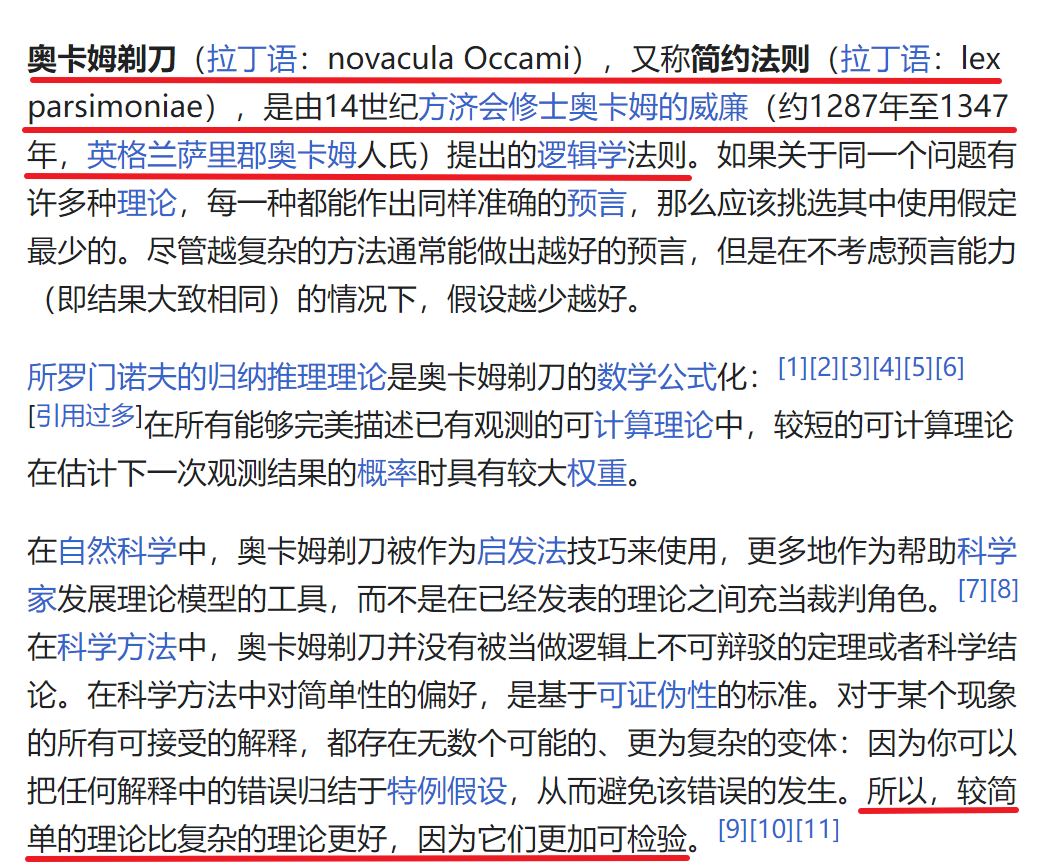 奥卡姆剃刀（拉丁语：novacula Occami），又称简约法则（拉丁语：lex
parsimoniae），是由14世纪方济会修士奥卡姆的威廉（约1287年至1347
年，英格兰萨里郡奥卡姆人氏）提出的逻辑学法则。如果关于同一个问题有
许多种理论，每一种都能作出同样准确的预言，那么应该挑选其中使用假定
最少的。尽管越复杂的方法通常能做出越好的预言，但是在不考虑预言能力
（即结果大致相同）的情况下，假设越少越好。
所罗门诺夫的归纳推理理论是奥卡姆剃刀的数学公式化：[1][2][3][4][5][6]
[引用过多]在所有能够完美描述已有观测的可计算理论中，较短的可计算理论
在估计下一次观测结果的概率时具有较大权重。
在自然科学中，奥卡姆剃刀被作为启发法技巧来使用，更多地作为帮助科学
家发展理论模型的工具，而不是在已经发表的理论之间充当裁判角色。[7][8]
在科学方法中，奥卡姆剃刀并没有被当做逻辑上不可辩驳的定理或者科学结
论。在科学方法中对简单性的偏好，是基于可证伪性的标准。对于某个现象
的所有可接受的解释，都存在无数个可能的、更为复杂的变体：因为你可以
把任何解释中的错误归结于特例假设，从而避免该错误的发生。所以，较简
单的理论比复杂的理论更好，因为它们更加可检验。[9][10][11]